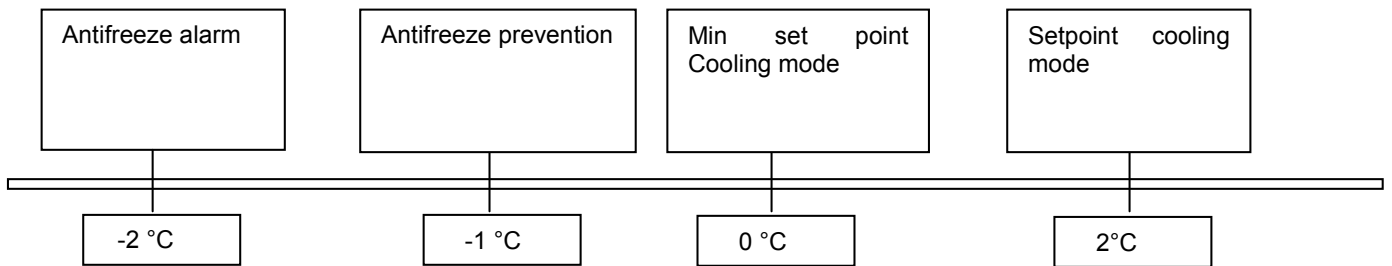 Antifreeze alarm
Antifreeze prevention
Min set point
Cooling mode
Setpoint cooling
mode
-2 °C
-1 °C
0 °C
2°C